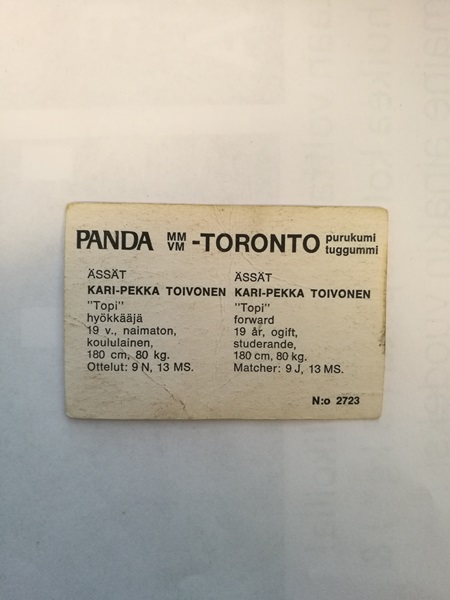 PANDA MM VM -TORONTO purukumi tuggummi
ÄSSÄT
KARI-PEKKA TOIVONEN
"Topi"
hyökkääjä
19 v., naimaton,
koululainen,
180 cm, 80 kg.
Ottelut: 9 N, 13 MS.
ÄSSÄT
KARI-PEKKA TOIVONEN
"Topi"
forward
19 år, ogift,
studerande,
180 cm, 80 kg.
Matcher: 9 J, 13 MS.
N:o 2723